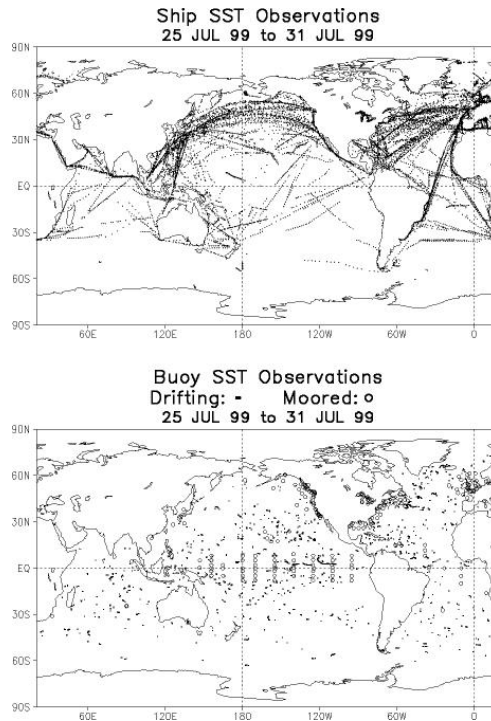 Ship SST Observations
25 JUL 99 to 31 JUL 99
90N
60N
30N
EQ
30S
60S
90S
60E 120E 180 120W 60W 0
Buoy SST Observations
Drifting: - Moored: o
25 JUL 99 to 31 JUL 99
90N
60N
30N
EQ
30S
60S
90S
60E 120E 180 120W 60W 0